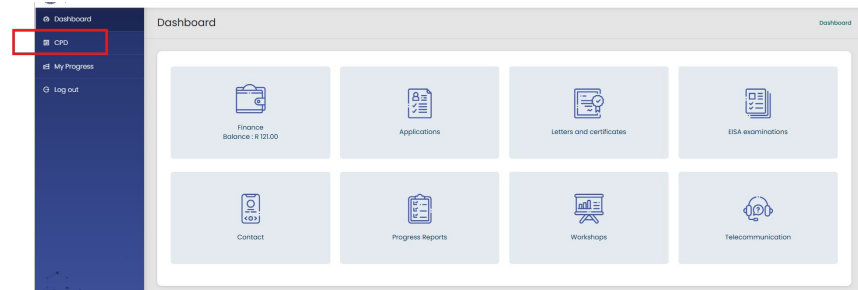 Dashboard
CPD
My Progress
Log out
Dashboard
Dashboard
Finance
Balance : R 121.00
Applications
Letters and certificates
EISA examinations
Contact
Progress Reports
Workshops
Telecommunication